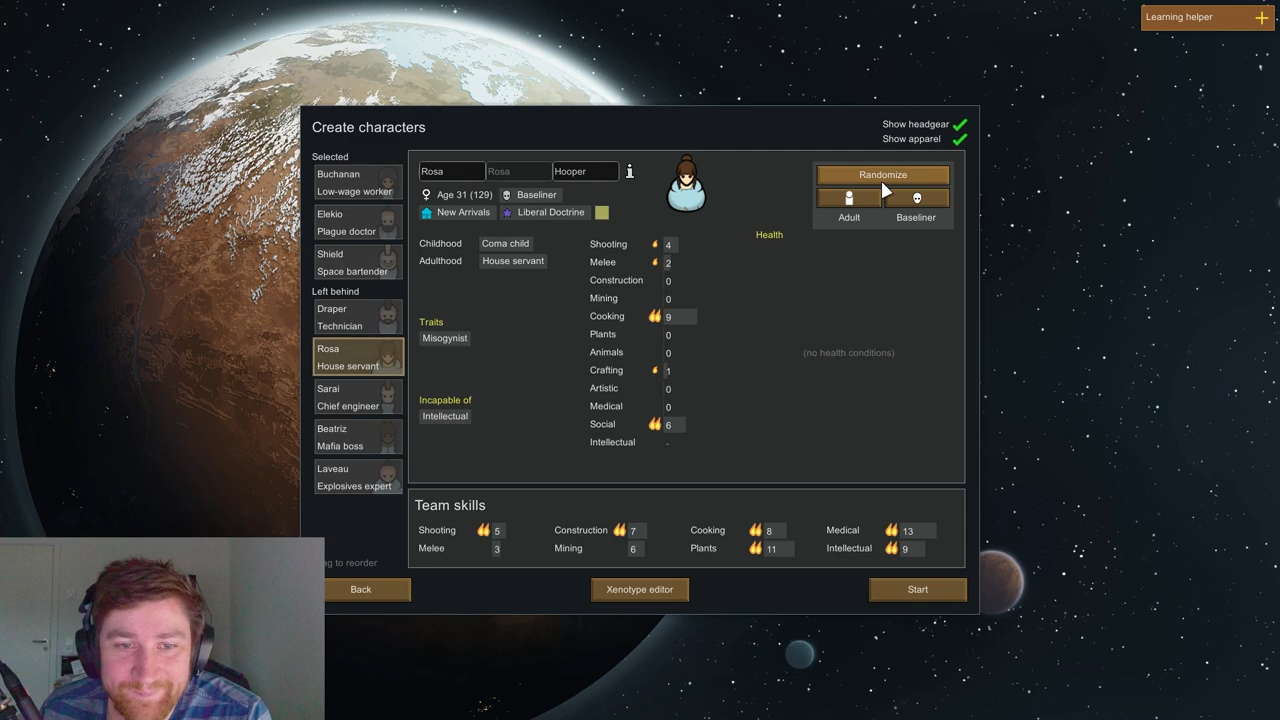 Learning helper
Create characters
Show headgear
Show apparel
Selected
Buchanan
Low-wage worker
Elekio
Plague doctor
Shield
Space bartender
Left behind
Draper
Technician
Rosa
House servant
Sarai
Chief engineer
Beatriz
Mafia boss
Laveau
Explosives expert
Rosa Rosa Hooper
Age 31 (129) Baseliner
New Arrivals Liberal Doctrine
Childhood Coma child
Adulthood House servant
Traits
Misogynist
Incapable of
Intellectual
Shooting 4
Melee 2
Construction 0
Mining 0
Cooking 9
Plants 0
Animals 0
Crafting 1
Artistic 0
Medical 0
Social 6
Intellectual -
Health
(no health conditions)
Randomize
Adult Baseliner
Team skills
Shooting 5 Construction 7 Cooking 8 Medical 13
Melee 3 Mining 6 Plants 11 Intellectual 9
to reorder
Back Xenotype editor Start